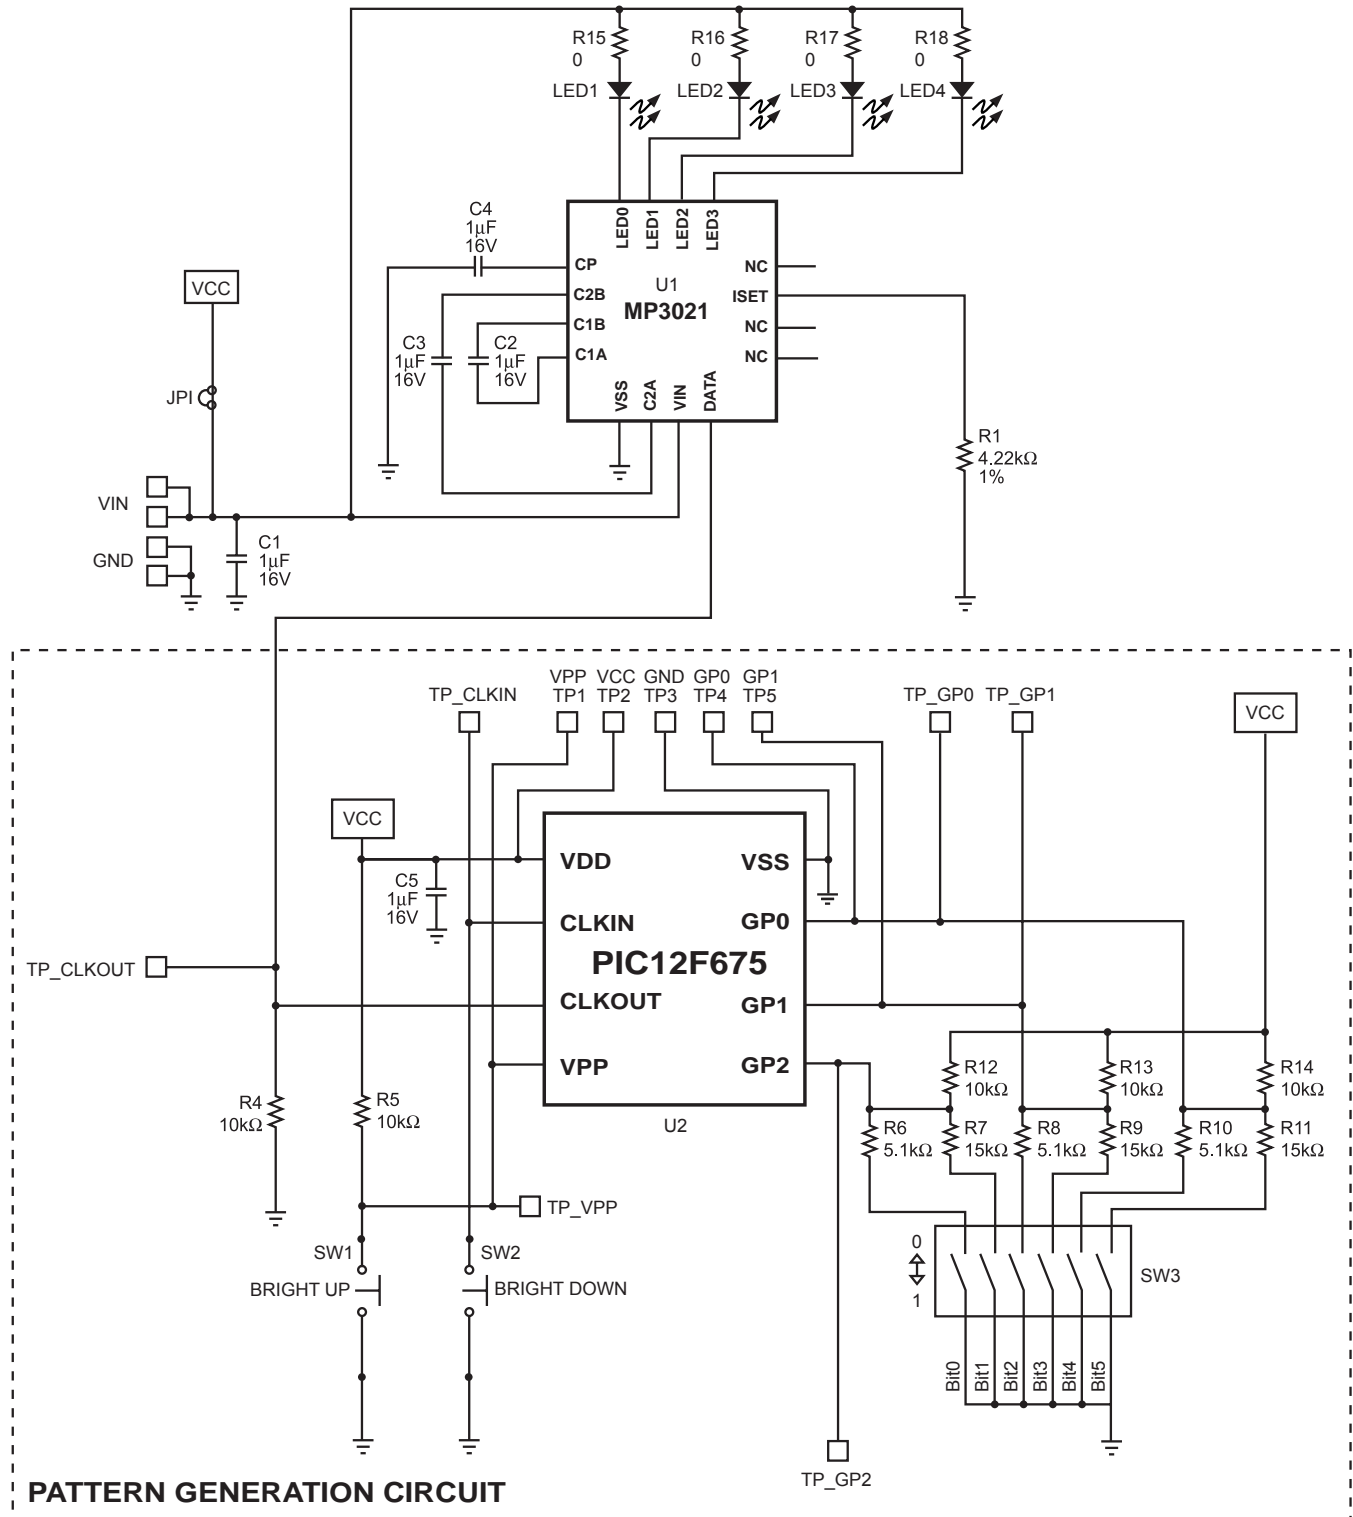 R15
0
R16
0
R17
0
R18
0
LED1
LED2
LED3
LED4
C4
1µF
16V
LED0
LED1
LED2
LED3
CP
C2B
C1B
C1A
U1
MP3021
NC
ISET
NC
NC
VSS
C2A
VIN
DATA
VCC
JPI
C3
1µF
16V
C2
1µF
16V
R1
4.22kΩ
1%
VIN
GND
C1
1µF
16V
TP_CLKIN
VPP
TP1
VCC
TP2
GND
TP3
GP0
TP4
GP1
TP5
TP_GP0
TP_GP1
VCC
VCC
C5
1µF
16V
VDD
CLKIN
CLKOUT
VPP
PIC12F675
VSS
GP0
GP1
GP2
U2
TP_CLKOUT
R4
10kΩ
R5
10kΩ
R12
10kΩ
R13
10kΩ
R14
10kΩ
R6
5.1kΩ
R7
15kΩ
R8
5.1kΩ
R9
15kΩ
R10
5.1kΩ
R11
15kΩ
TP_VPP
SW1
BRIGHT UP
SW2
BRIGHT DOWN
0
1
SW3
Bit0
Bit1
Bit2
Bit3
Bit4
Bit5
TP_GP2
PATTERN GENERATION CIRCUIT